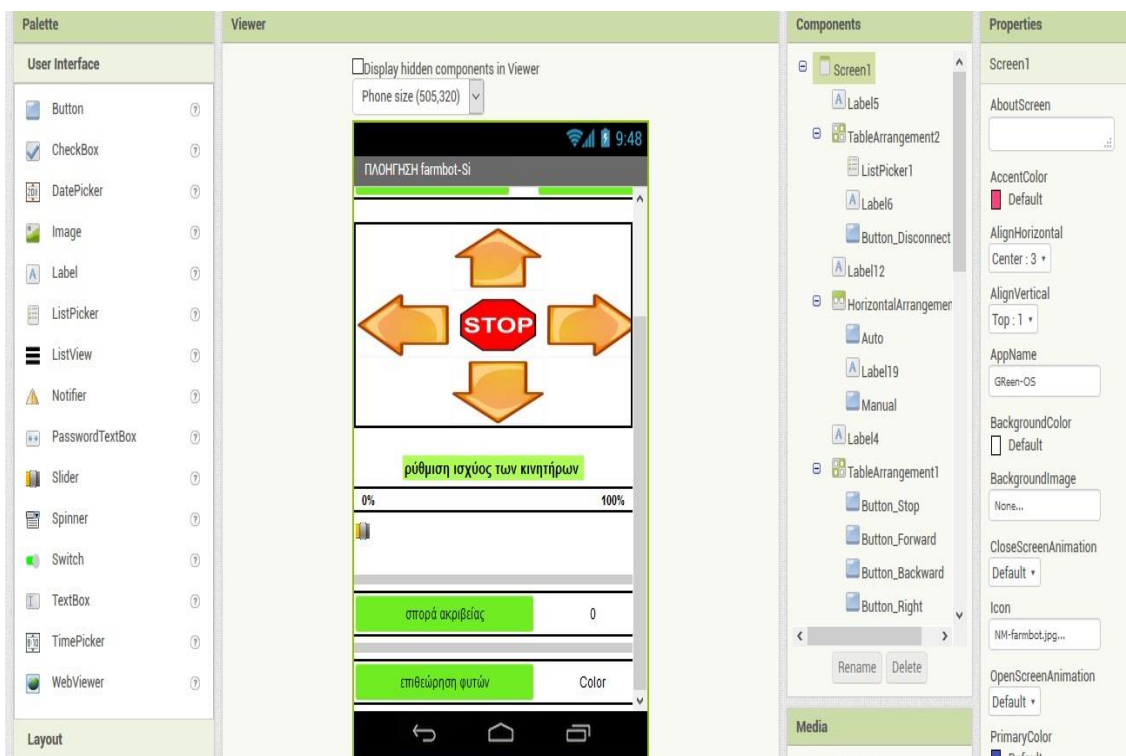 Palette
User Interface
Button
CheckBox
DatePicker
Image
Label
ListPicker
ListView
Notifier
PasswordTextBox
Slider
Spinner
Switch
TextBox
TimePicker
WebViewer
Layout
Viewer
Display hidden components in Viewer
Phone size (505,320)
9:48
ΠΛΟΗΓΗΣΗ farmbot-Si
STOP
ρύθμιση ισχύος των κινητήρων
0% 100%
σπορά ακριβείας 0
επιθεώρηση φυτών Color
Components
Screen1
Label5
TableArrangement2
ListPicker1
Label6
Button_Disconnect
Label12
HorizontalArrangemer
Auto
Label19
Manual
Label4
TableArrangement1
Button_Stop
Button_Forward
Button_Backward
Button_Right
Rename Delete
Media
Properties
Screen1
AboutScreen
AccentColor
Default
AlignHorizontal
Center : 3
AlignVertical
Top : 1
AppName
GReen-OS
BackgroundColor
Default
BackgroundImage
None...
CloseScreenAnimation
Default
Icon
NM-farmbot.jpg...
OpenScreenAnimation
Default
PrimaryColor
Default